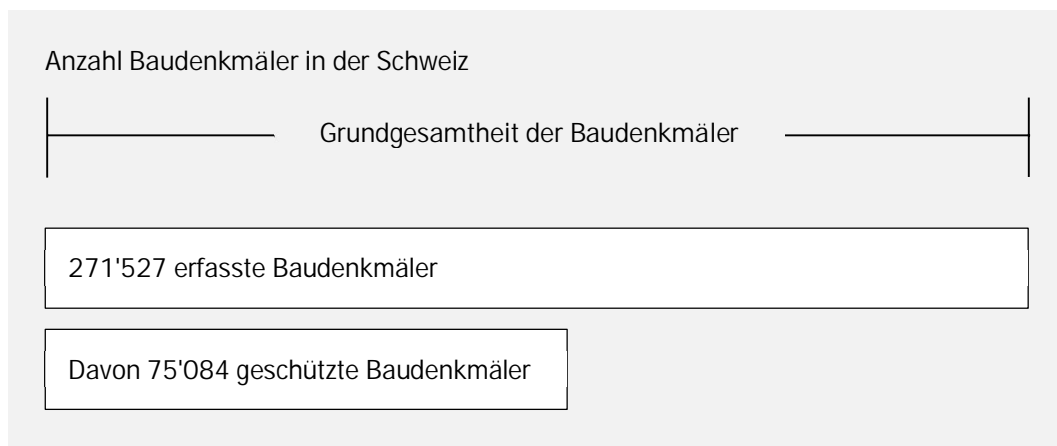 Anzahl Baudenkmäler in der Schweiz
Grundgesamtheit der Baudenkmäler
271'527 erfasste Baudenkmäler
Davon 75'084 geschützte Baudenkmäler